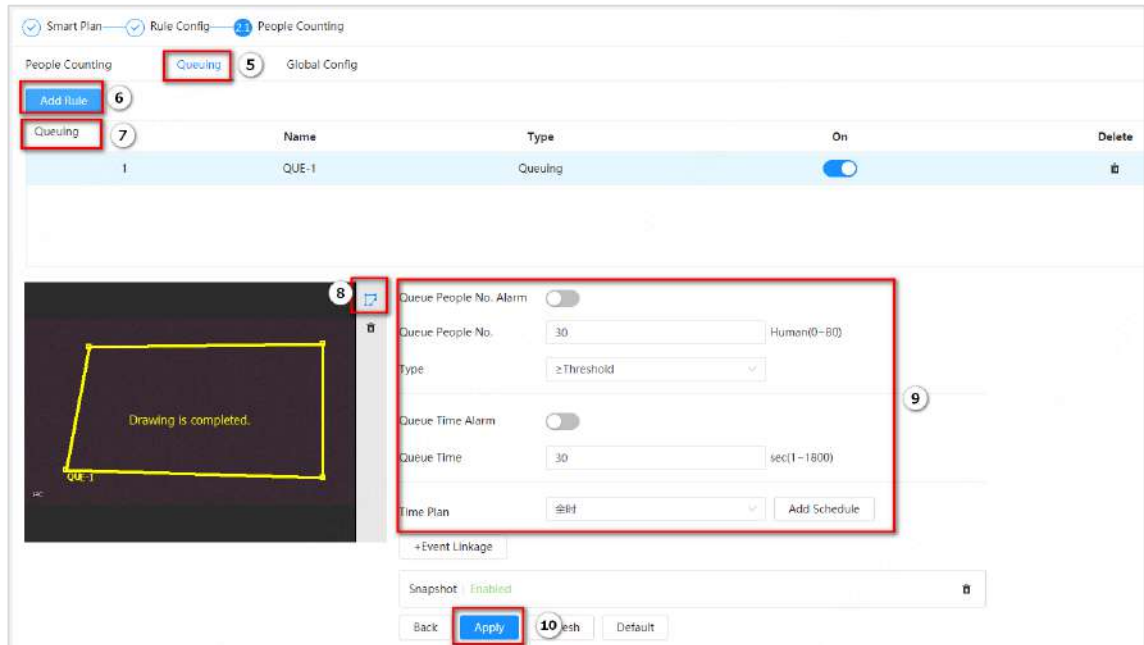 Smart Plan Rule Config 2.1 People Counting
People Counting Queuing 5 Global Config
Add Rule 6
Queuing 7 Name Type On Delete
1 QUE-1 Queuing
8 Queue People No. Alarm
Queue People No. 30 Human(0~80)
Type ≥Threshold
9
Drawing is completed.
Queue Time Alarm
Queue Time 30 sec(1~1800)
QUE-1
Time Plan 全时 Add Schedule
+Event Linkage
Snapshot Enabled
Back Apply 10 esh Default